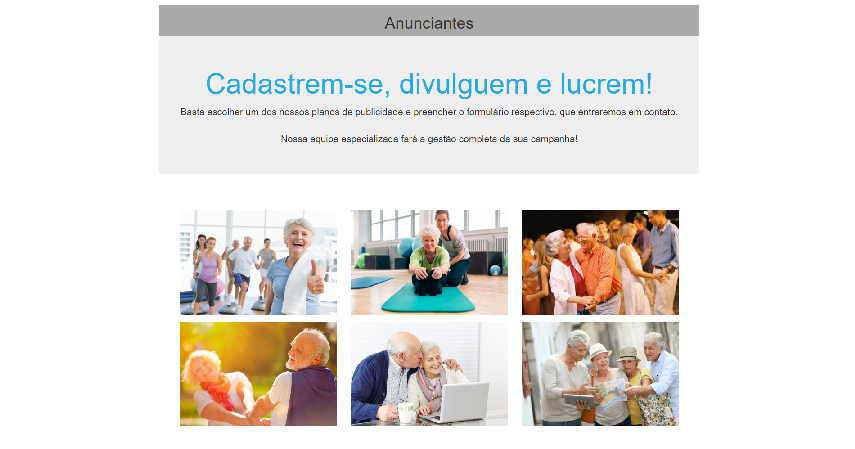 Anunciantes
Cadastrem-se, divulguem e lucrem!
Basta escolher um dos nossos planos de publicidade e preencher o formulário respectivo, que entraremos em contato.
Nossa equipe especializada fará a gestão completa da sua campanha!